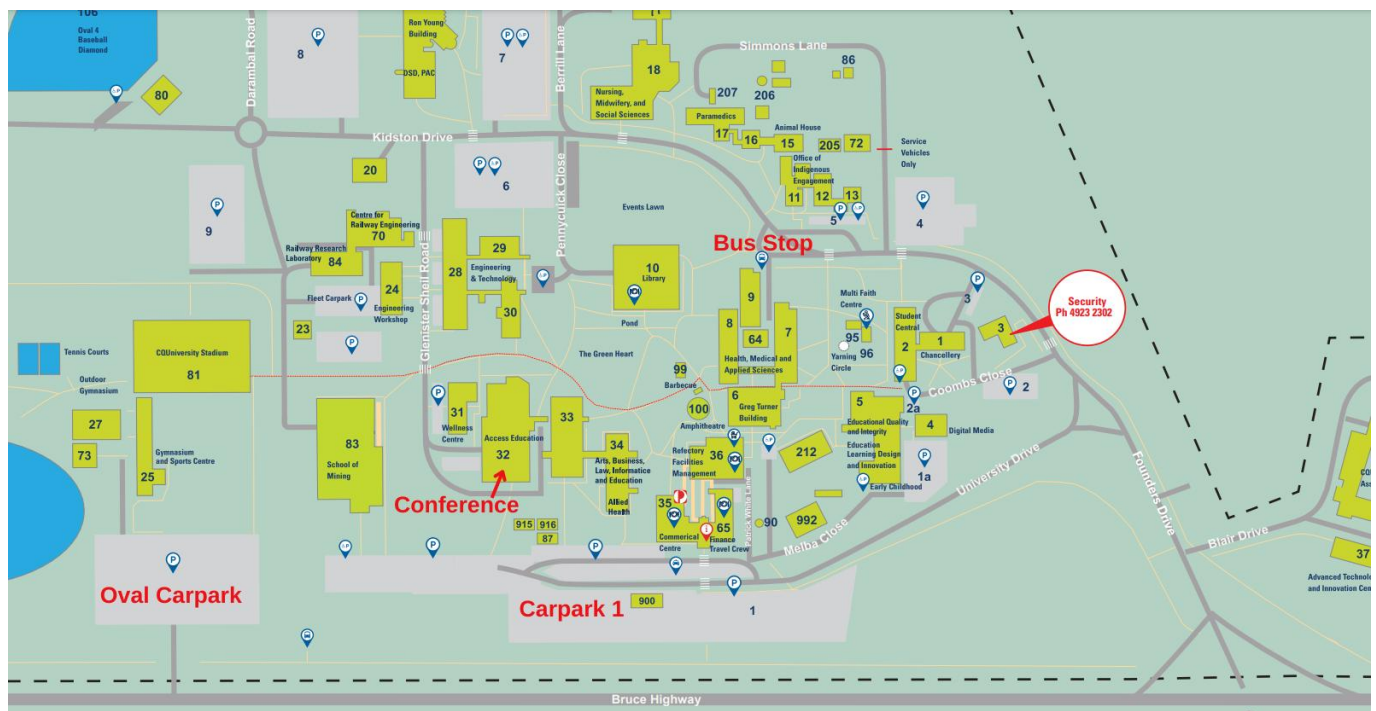 106
Oval 4
Baseball
Diamond
80
Darambal Road
8
P
Ron Young
Building
DSD, PAC
7
P
Berrill Lane
11
18
Nursing,
Midwifery, and
Social Sciences
Simmons Lane
86
207
206
Paramedics
17
16
Animal House
15
205
72
Service
Vehicles
Only
Office of
Indigenous
Engagement
11
12
13
5
P
4
P
Kidston Drive
20
6
P
Pennycuick Close
Events Lawn
9
P
Centre for
Railway Engineering
70
Railway Research
Laboratory
84
Glenister Shell Road
28
29
Engineering
& Technology
30
24
Engineering
Workshop
Fleet Carpark
P
P
23
10
Library
Pond
Bus Stop
9
8
64
7
Health, Medical and
Applied Sciences
Multi Faith
Centre
95
96
Yarning
Circle
Student
Central
2
1
Chancellery
3
P
3
Security
Ph 4923 2302
Coombs Close
2
P
P
2a
Tennis Courts
CQUniversity Stadium
81
The Green Heart
99
Barbecue
100
Amphitheatre
6
Greg Turner
Building
5
Educational Quality
and Integrity
Education
Learning Design
and Innovation
Early Childhood
4
Digital Media
P
1a
Outdoor
Gymnasium
27
73
25
Gymnasium
and Sports Centre
83
School of
Mining
P
31
Wellness
Centre
Access Education
32
33
34
Arts, Business,
Law, Informatics
and Education
Allied
Health
Refectory
Facilities
Management
36
212
University Drive
Founders Drive
Conference
35
Commerical
Centre
65
Finance
Travel Crew
i
Patrick White Lane
90
992
Melba Close
915
916
87
Blair Drive
37
Advanced Technolo
and Innovation Cen
CQ
Ass
P
Oval Carpark
P
P
Carpark 1
900
P
1
Bruce Highway